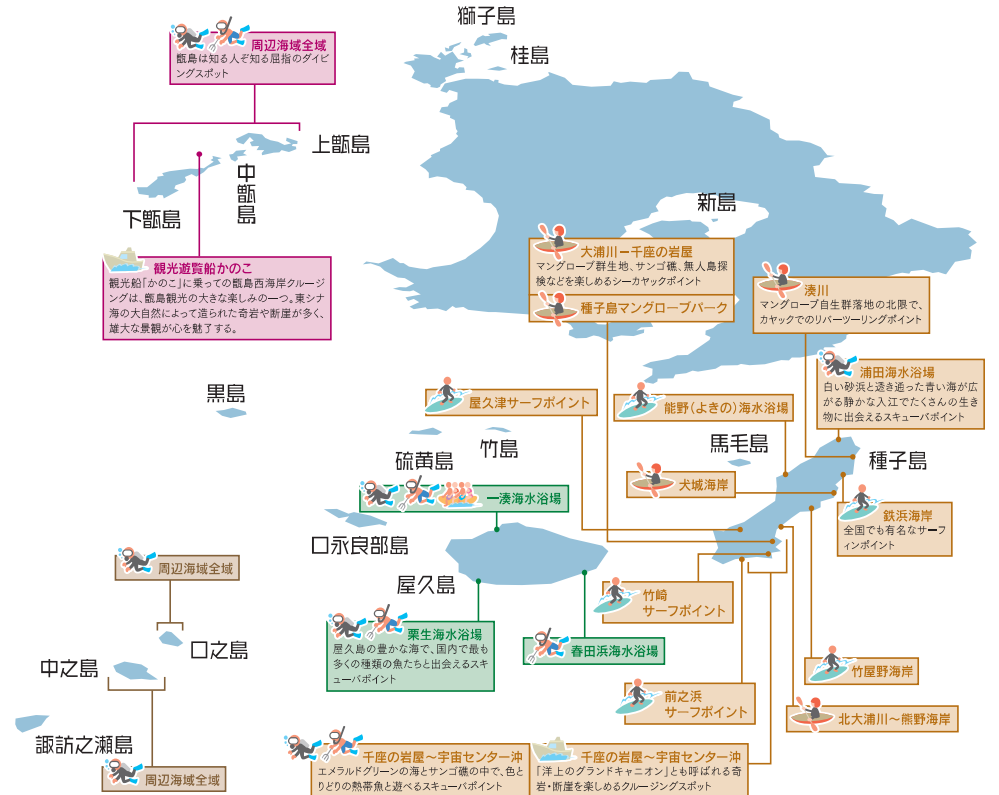 獅子島
桂島
周辺海域全域
甑島は知る人ぞ知る屈指のダイビ
ングスポット
上甑島
中甑島
下甑島
新島
観光遊覧船かのこ
観光船「かのこ」に乗っての甑島西海岸クルージ
ングは、甑島観光の大きな楽しみの一つ。東シナ
海の大自然によって造られた奇岩や断崖が多く、
雄大な景観が心を魅了する。
大浦川ー千座の岩屋
マングローブ群生地、サンゴ礁、無人島探
検などを楽しめるシーカヤックポイント
種子島マングローブパーク
湊川
マングローブ自生群落地の北限で、
カヤックでのリバーツーリングポイント
浦田海水浴場
白い砂浜と透き通った青い海が広
がる静かな入江でたくさんの生き
物に出会えるスキューバポイント
黒島
屋久津サーフポイント
能野(よきの)海水浴場
竹島
馬毛島
硫黄島
種子島
犬城海岸
一湊海水浴場
鉄浜海岸
全国でも有名なサーフ
ィンポイント
口永良部島
屋久島
周辺海域全域
竹崎
サーフポイント
栗生海水浴場
屋久島の豊かな海で、国内で最も
多くの種類の魚たちと出会えるスキ
ューバポイント
春田浜海水浴場
口之島
中之島
竹屋野海岸
前之浜
サーフポイント
北大浦川〜熊野海岸
諏訪之瀬島
周辺海域全域
千座の岩屋〜宇宙センター沖
エメラルドグリーンの海とサンゴ礁の中で、色と
りどりの熱帯魚と遊べるスキューバポイント
千座の岩屋〜宇宙センター沖
「洋上のグランドキャニオン」とも呼ばれる奇
岩・断崖を楽しめるクルージングスポット